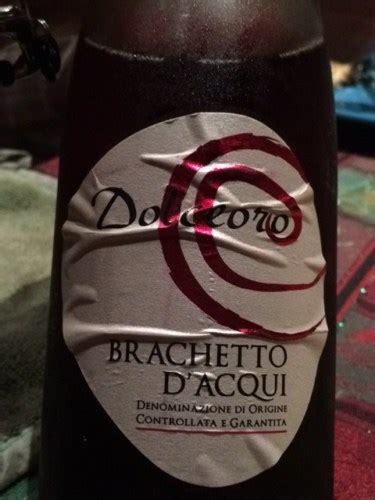 Dolceoro
BRACHETTO
D'ACQUI
DENOMINAZIONE DI ORIGINE
CONTROLLATA E GARANTITA